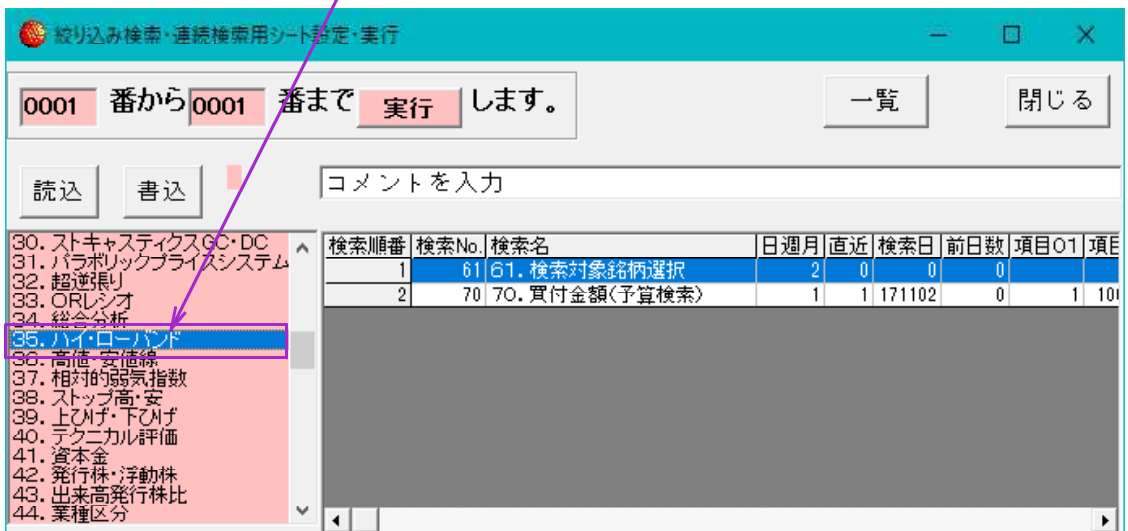 絞り込み検索・連続検索用シート設定・実行
0001 番から 0001 番まで 実行 します。 一覧 閉じる
読込 書込 コメントを入力
30. ストキャスティクスGC・DC
31. パラボリックプライスシステム
32. 超逆張り
33. ORレシオ
34. 総合分析
35. ハイ・ローバンド
36. 高値・安値線
37. 相対的弱気指数
38. ストップ高・安
39. 上ひげ・下ひげ
40. テクニカル評価
41. 資本金
42. 発行株・浮動株
43. 出来高発行株比
44. 業種区分
検索順番 検索No. 検索名 日週月 直近 検索日 前日数 項目01 項目
1 61 61. 検索対象銘柄選択 2 0 0 0
2 70 70. 買付金額(予算検索) 1 1 171102 0 1 10